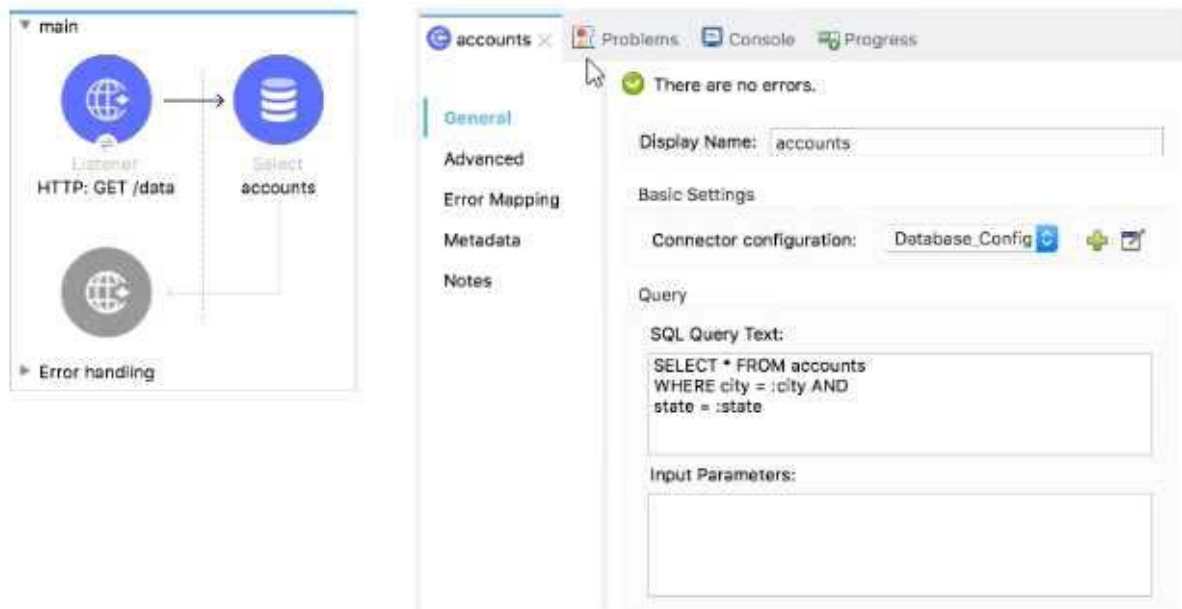 main
Listener
HTTP: GET /data
Select
accounts
Error handling
accounts
Problems
Console
Progress
There are no errors.
General
Advanced
Error Mapping
Metadata
Notes
Display Name:
accounts
Basic Settings
Connector configuration:
Database_Config
Query
SQL Query Text:
SELECT * FROM accounts
WHERE city = :city AND
state = :state
Input Parameters: